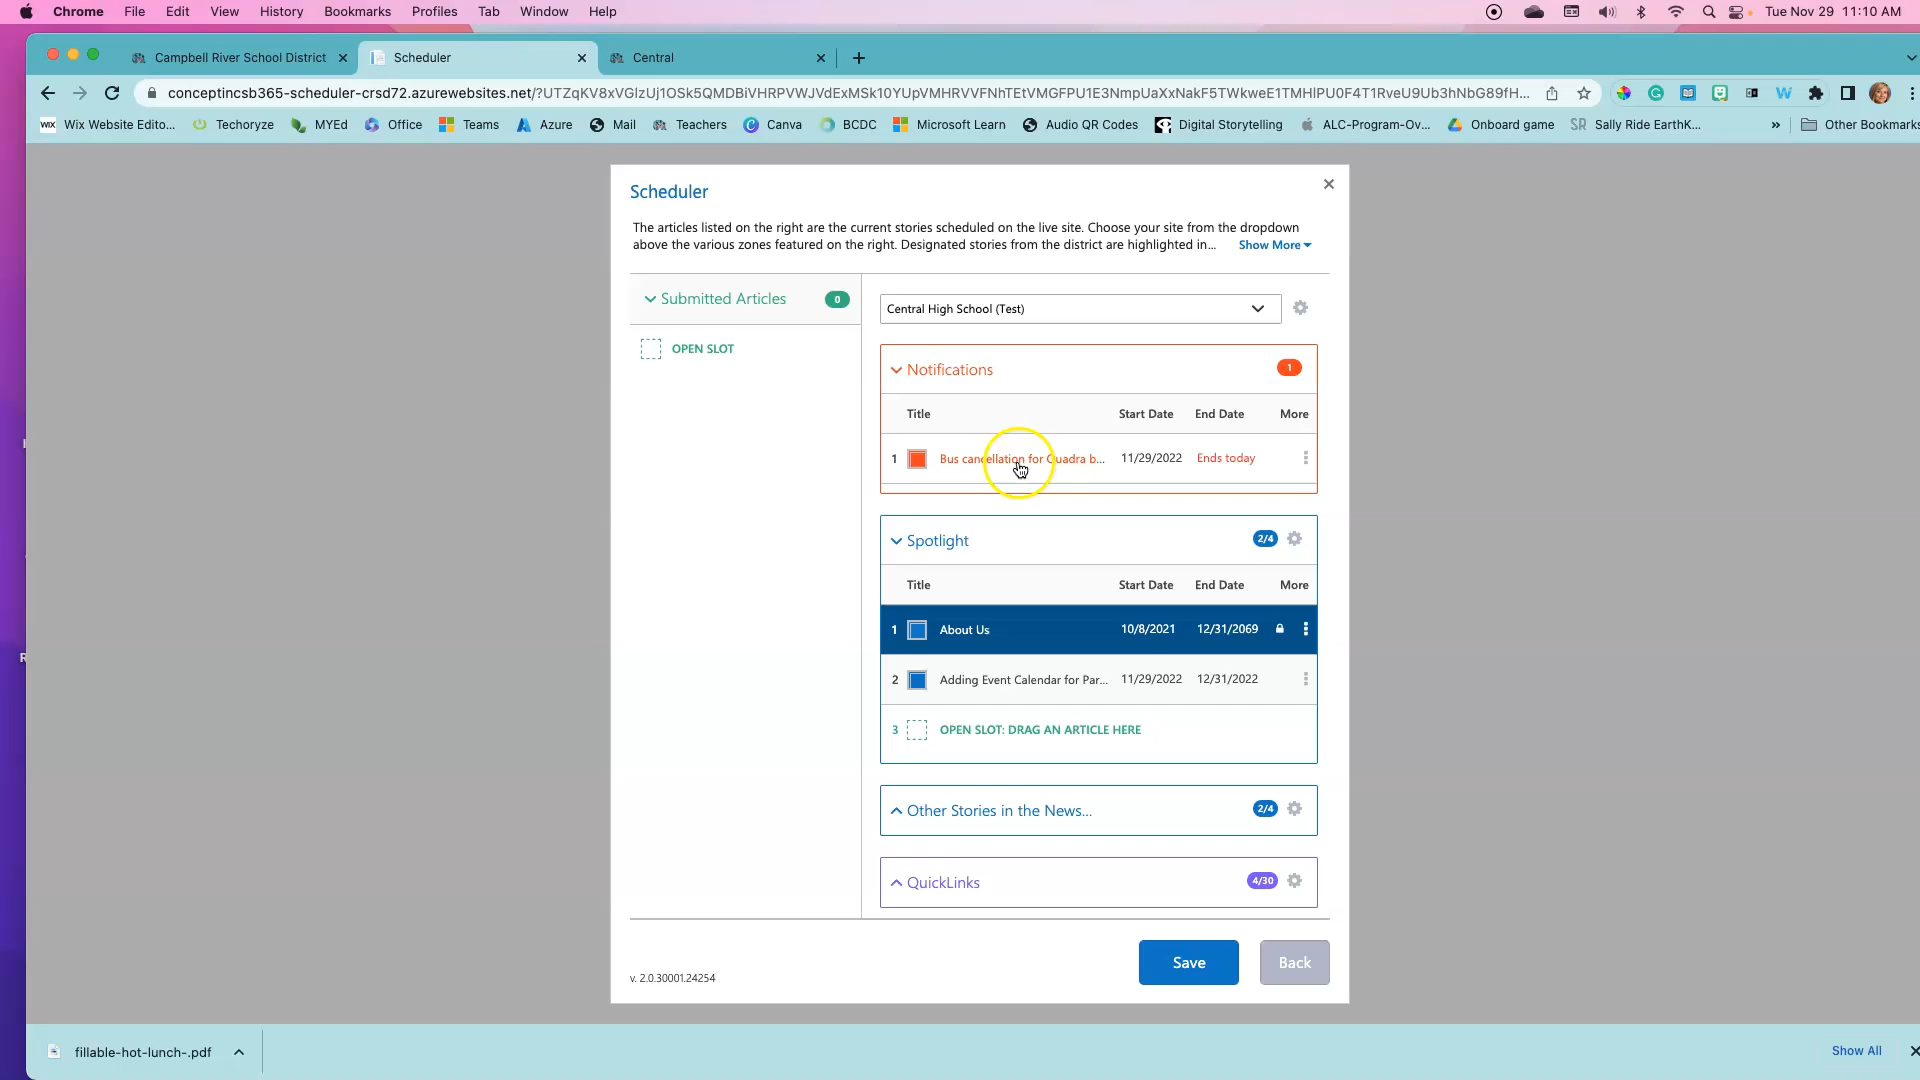 Chrome File Edit View History Bookmarks Profiles Tab Window Help Tue Nov 29 11:10 AM
Campbell River School District Scheduler Central
conceptincsb365-scheduler-crsd72.azurewebsites.net/?UTZqKV8xVGlzUj1OSk5QMDBiVHRPVWJVdExMSk10YUpVMHRVVFNhTEtVMGFPU1E3NmpUaXxNakF5TWkweE1TMHlPU0F4T1RveU9Ub3hNbG89fH...
WIX Wix Website Edito... Techoryze MYEd Office Teams Azure Mail Teachers Canva BCDC Microsoft Learn Audio QR Codes Digital Storytelling ALC-Program-Ov... Onboard game SR Sally Ride EarthK... » Other Bookmarks
Scheduler
The articles listed on the right are the current stories scheduled on the live site. Choose your site from the dropdown
above the various zones featured on the right. Designated stories from the district are highlighted in... Show More
Submitted Articles 0
OPEN SLOT
Central High School (Test)
Notifications 1
Title Start Date End Date More
1 Bus cancellation for Quadra b... 11/29/2022 Ends today
Spotlight 2/4
Title Start Date End Date More
1 About Us 10/8/2021 12/31/2069
2 Adding Event Calendar for Par... 11/29/2022 12/31/2022
3 OPEN SLOT: DRAG AN ARTICLE HERE
Other Stories in the News... 2/4
QuickLinks 4/30
v. 2.0.30001.24254
Save Back
fillable-hot-lunch-.pdf Show All